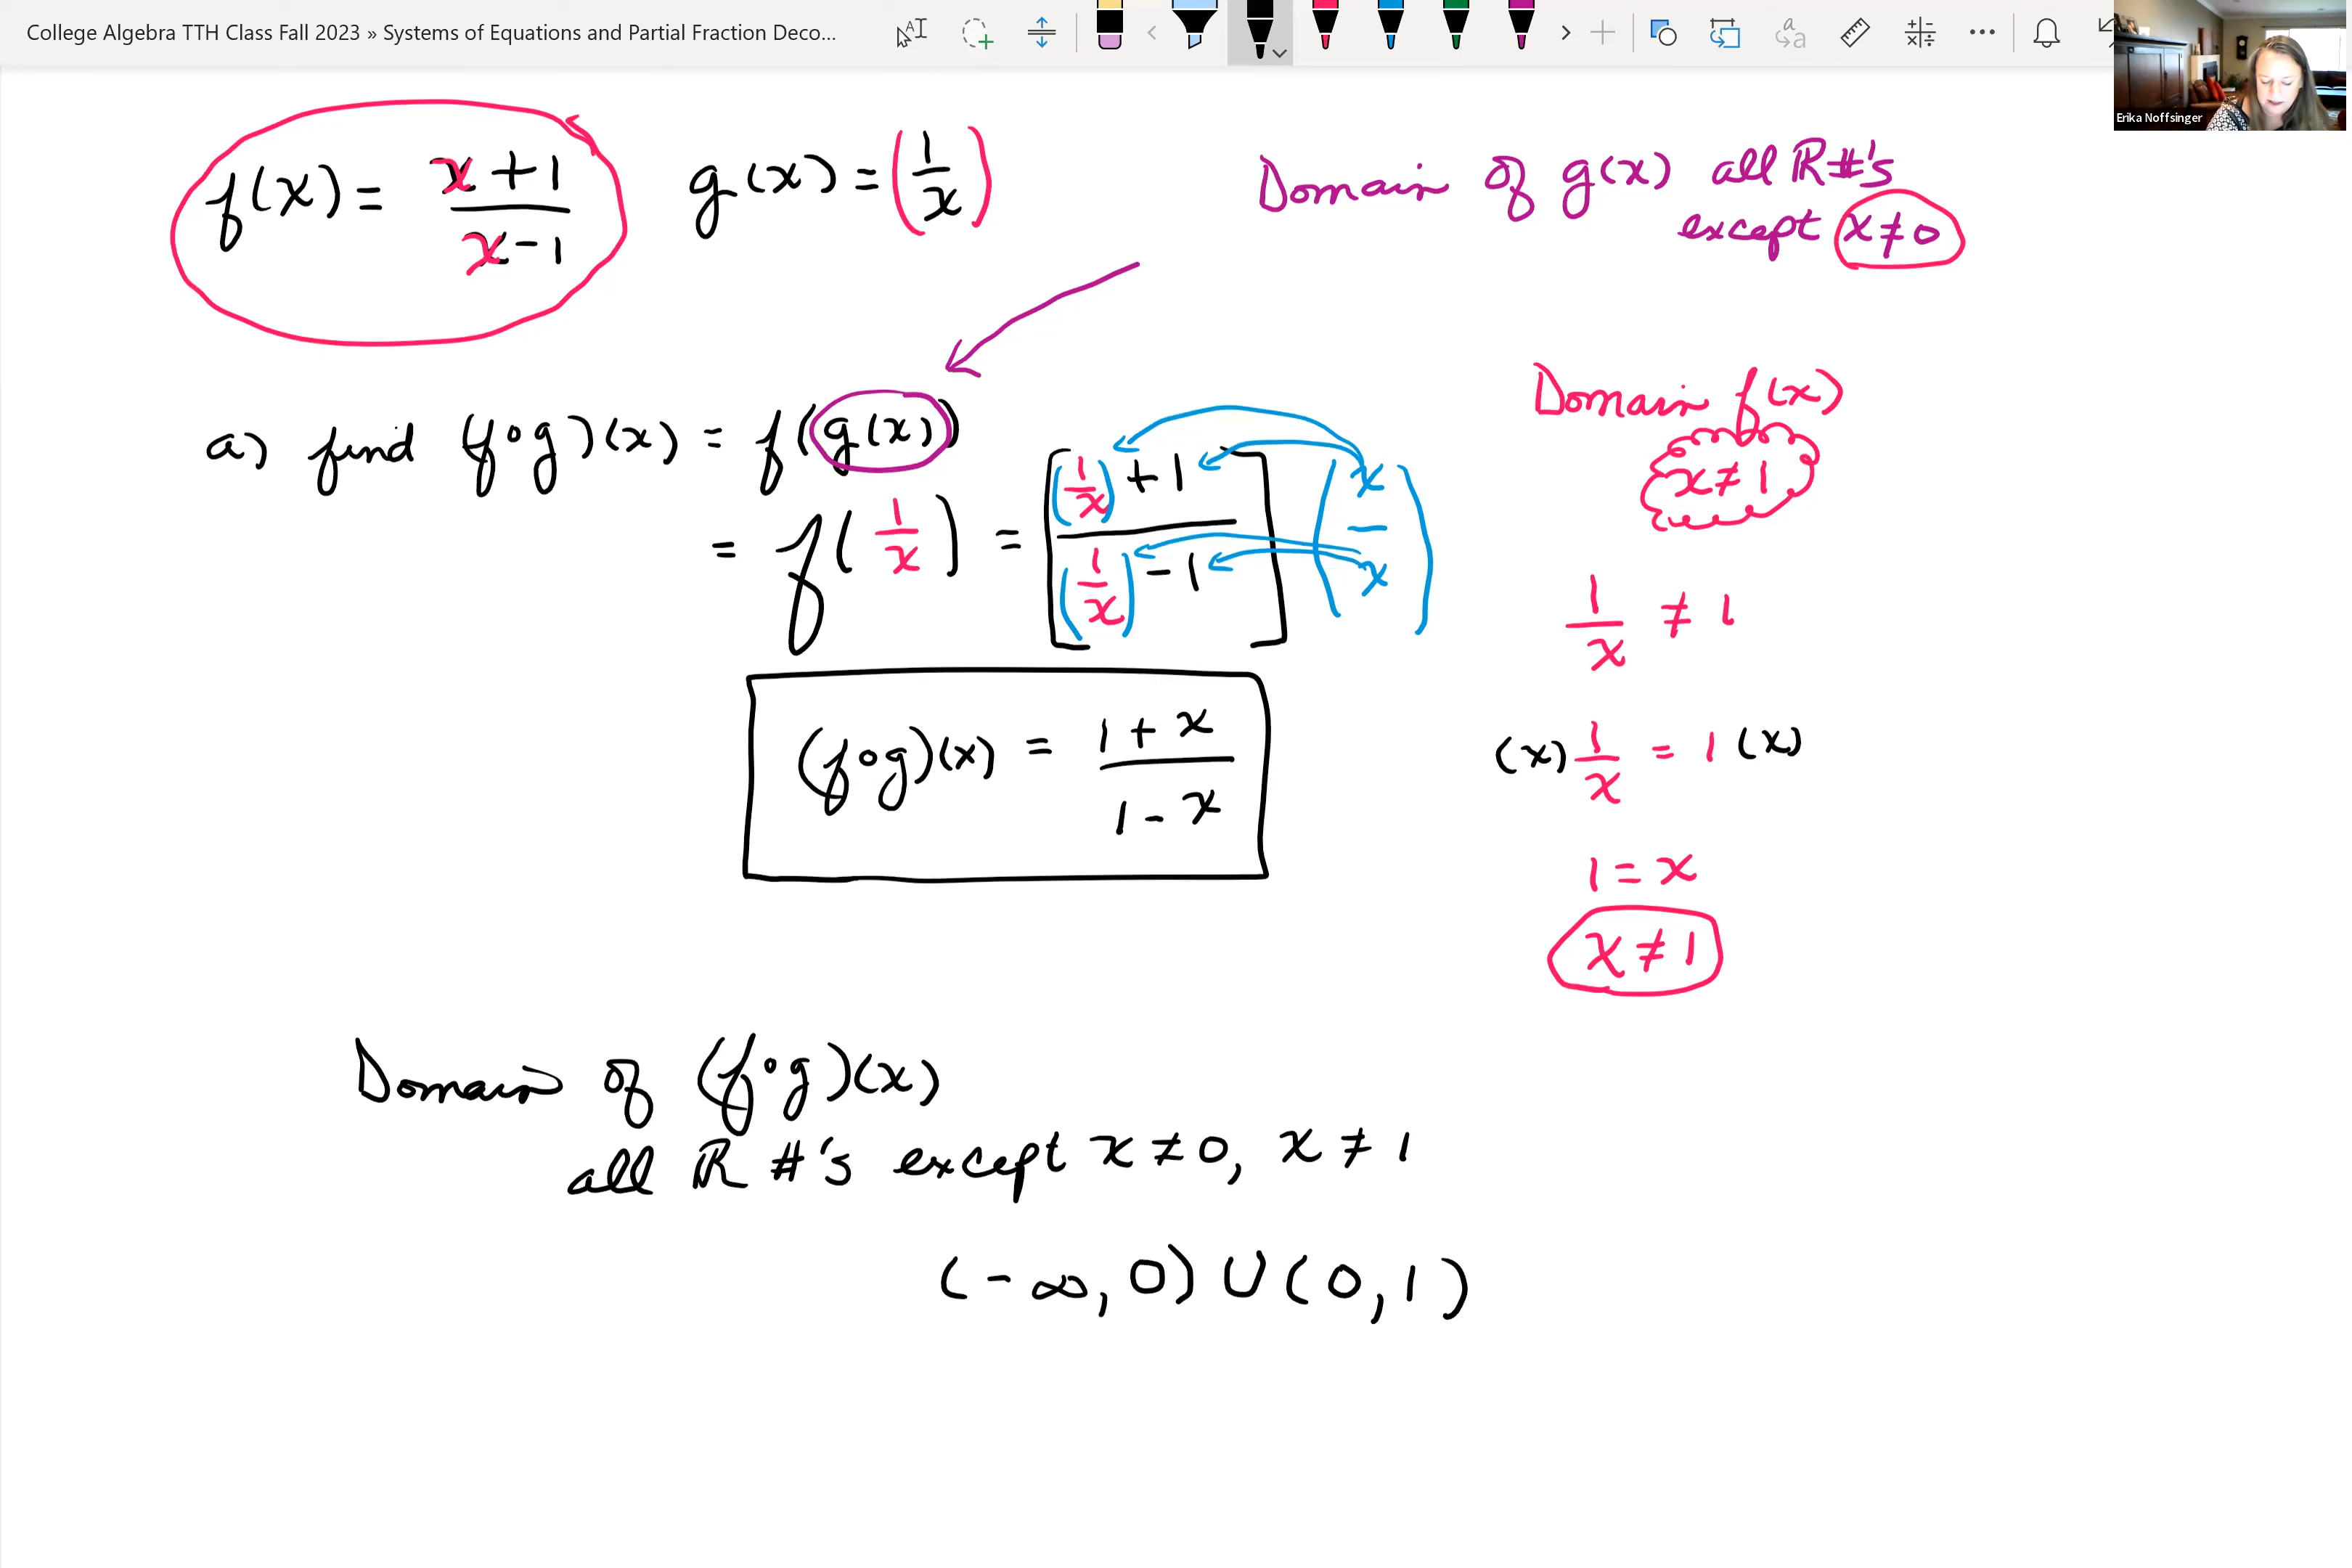 College Algebra TTH Class Fall 2023 » Systems of Equations and Partial Fraction Deco...
Erika Noffsinger
f(x) = (x+1)/(x-1) g(x) = (1/x)
Domain of g(x) all ℝ #'s
except x≠0
Domain f(x)
x≠1
a) find (f∘g)(x) = f(g(x))
= f(1/x) = [((1/x)+1)/((1/x)-1)] (x/x)
1/x ≠ 1
(f∘g)(x) = (1+x)/(1-x)
(x) 1/x = 1 (x)
1 = x
x≠1
Domain of (f∘g)(x)
all ℝ #'s except x≠0, x≠1
(-∞,0)∪(0,1)